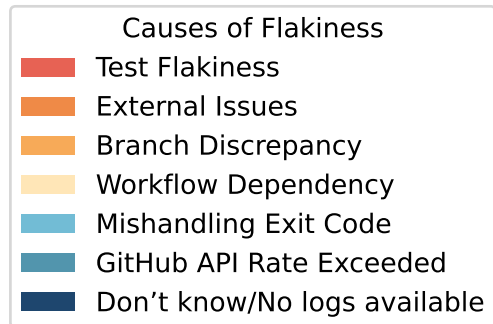 Causes of Flakiness
Test Flakiness
External Issues
Branch Discrepancy
Workflow Dependency
Mishandling Exit Code
GitHub API Rate Exceeded
Don’t know/No logs available